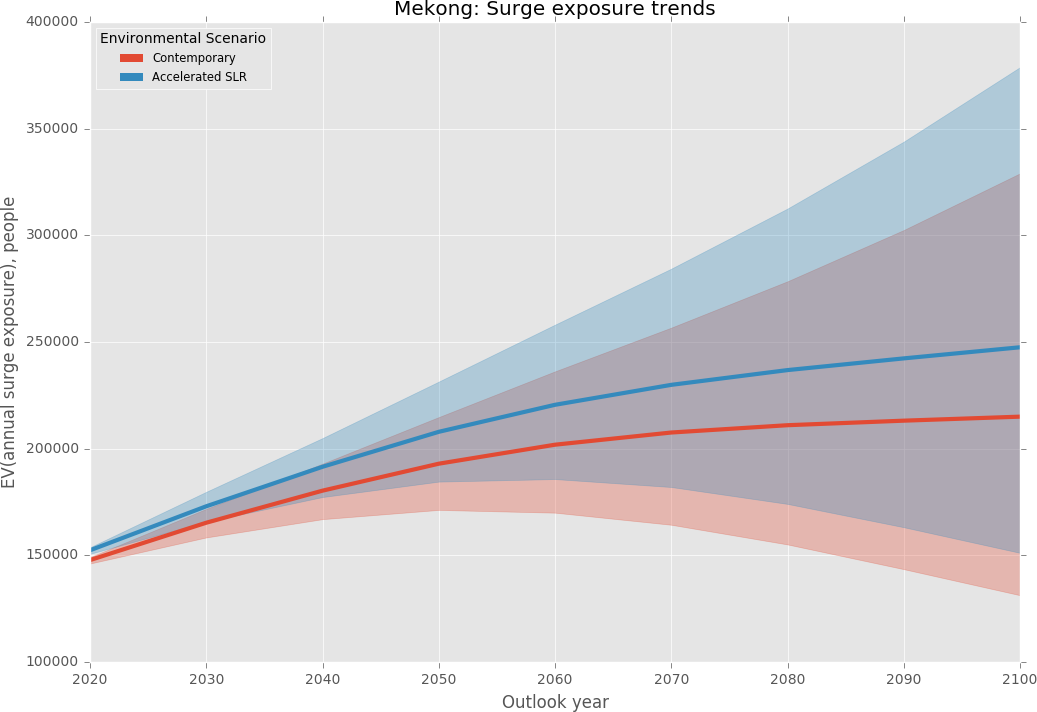 Mekong: Surge exposure trends
Environmental Scenario
Contemporary
Accelerated SLR
EV(annual surge exposure), people
400000
350000
300000
250000
200000
150000
100000
2020 2030 2040 2050 2060 2070 2080 2090 2100
Outlook year